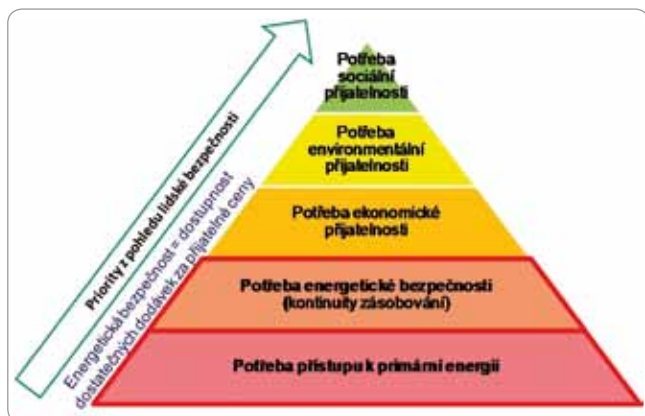 Potřeba
sociální
přijatelnosti
Potřeba
environmentální
přijatelnosti
Potřeba ekonomické
přijatelnosti
Potřeba energetické bezpečnosti
(kontinuity zásobování)
Potřeba přístupu k primární energii
Priority z pohledu lidské bezpečnosti
Energetická bezpečnost = dostupnost
dostatečných dodávek za přijatelné ceny